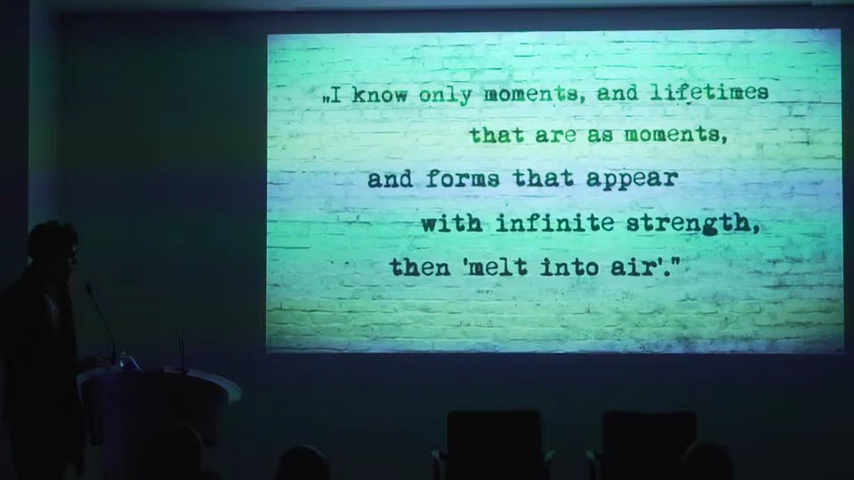 „I know only moments, and lifetimes
that are as moments,
and forms that appear
with infinite strength,
then 'melt into air'."